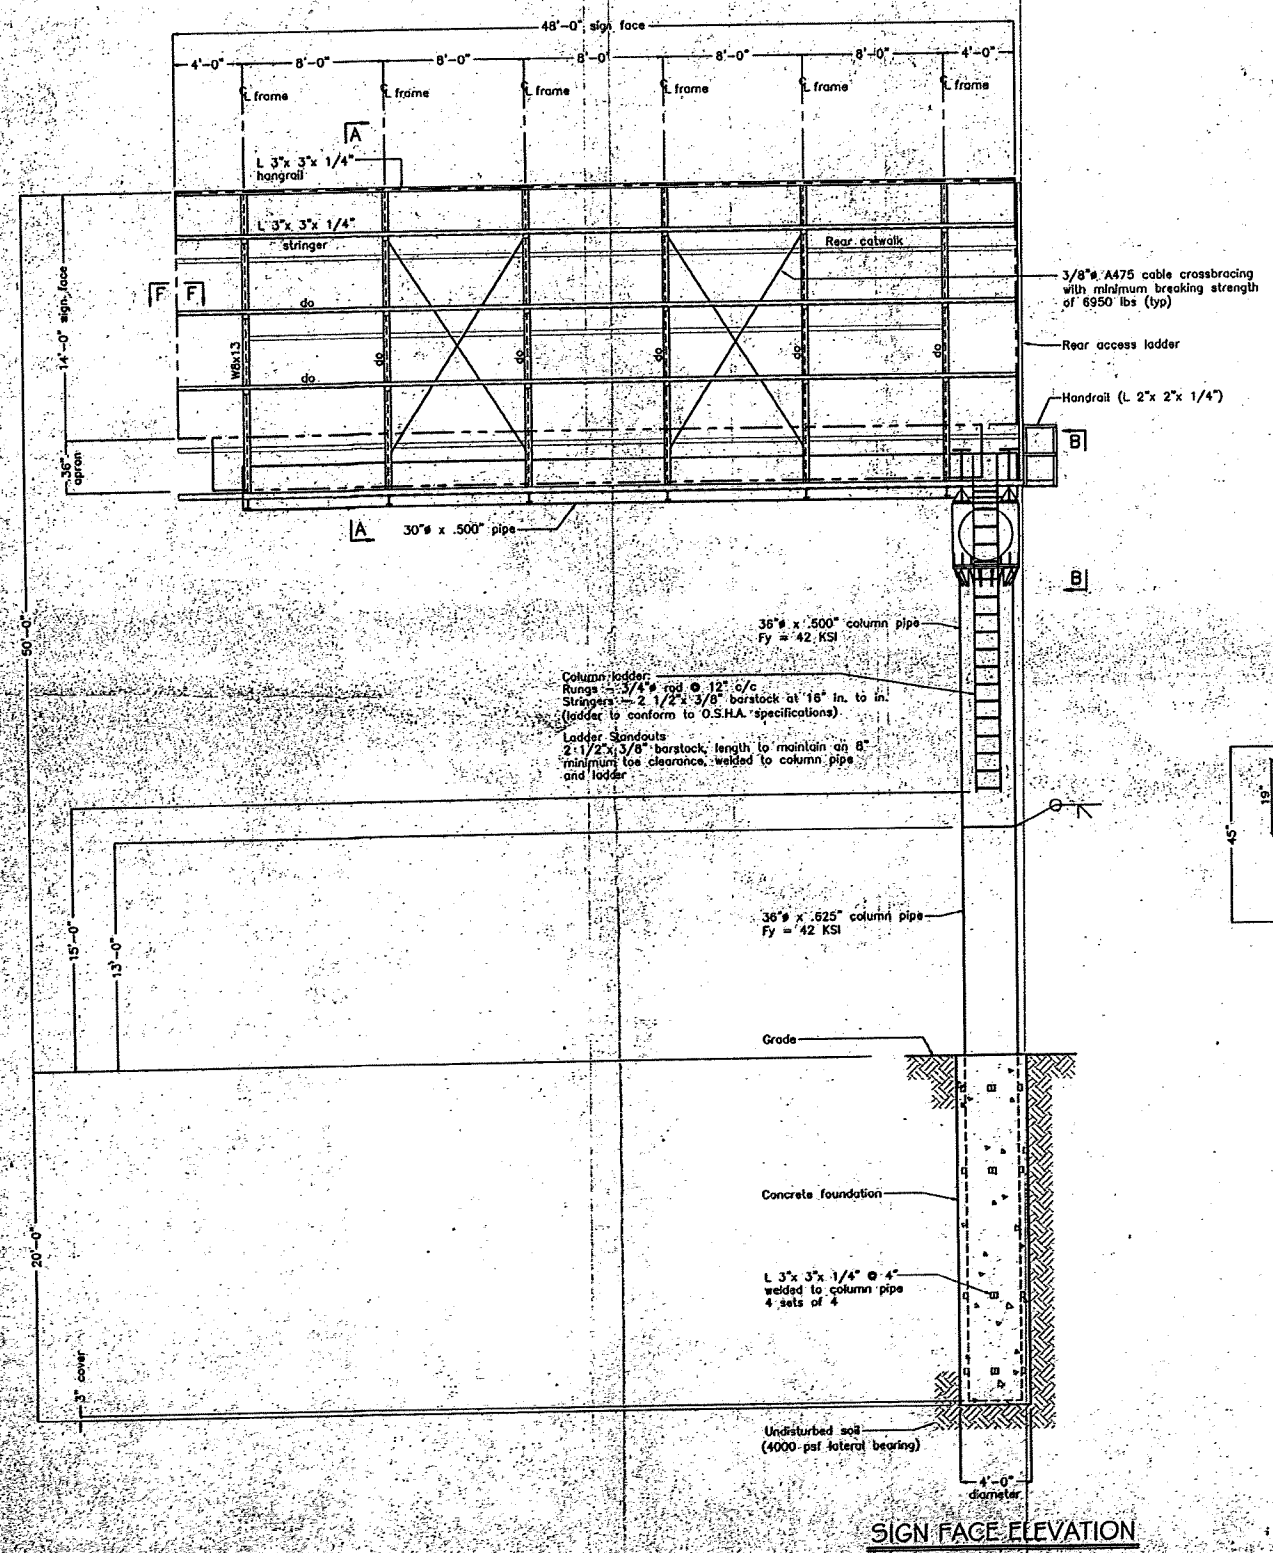 48'-0" sign face
4'-0" 8'-0" 8'-0" 8'-0" 8'-0" 8'-0" 4'-0"
℄ frame ℄ frame ℄ frame ℄ frame ℄ frame ℄ frame
A
L 3"x 3"x 1/4"
hangrail
L 3"x 3"x 1/4"
stringer
Rear catwalk
3/8"ø A475 cable crossbracing
with minimum breaking strength
of 6950 lbs (typ)
F F
14'-0" sign face
do
Rear access ladder
W8x13
do do do do do
do
Handrail (L 2"x 2"x 1/4")
B
36"
apron
A
30"ø x .500" pipe
B
50'-0"
36"ø x .500" column pipe
Fy = 42 KSI
Column ladder:
Rungs - 3/4"ø rod @ 12" c/c
Stringers - 2 1/2"x 3/8" barstock at 16" in. to in.
(ladder to conform to O.S.H.A. specifications)
Ladder Standouts
2 1/2"x 3/8" barstock, length to maintain an 8"
minimum toe clearance, welded to column pipe
and ladder
19"
45"
15'-0"
13'-0"
36"ø x .625" column pipe
Fy = 42 KSI
Grade
Concrete foundation
20'-0"
L 3"x 3"x 1/4" @ 4"
welded to column pipe
4 sets of 4
3" cover
Undisturbed soil
(4000 psf lateral bearing)
4'-0"
diameter
SIGN FACE ELEVATION